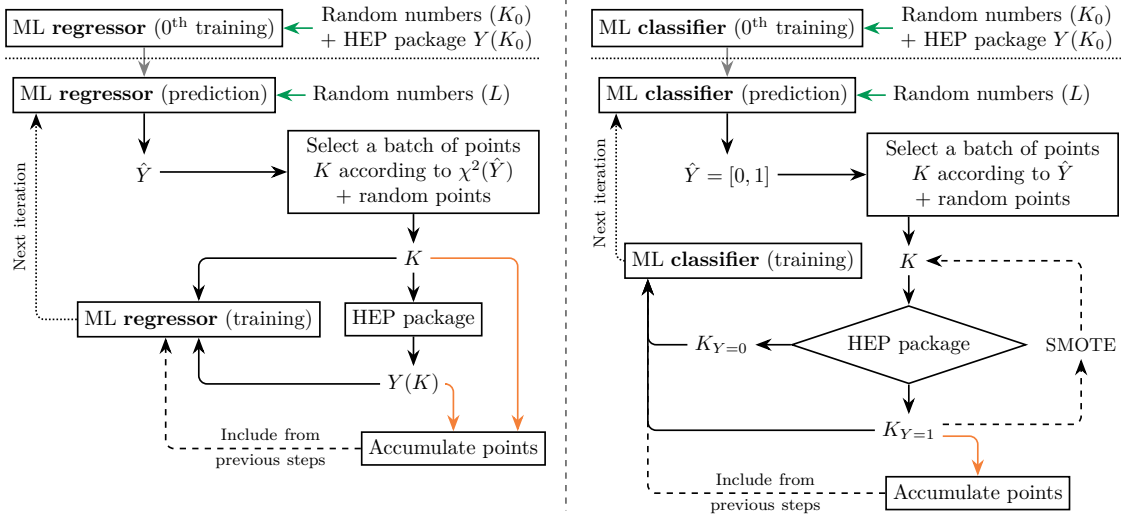 ML regressor (0th training)
Random numbers (K₀)
+ HEP package Y(K₀)
ML regressor (prediction)
Random numbers (L)
Ŷ
Select a batch of points
K according to χ²(Ŷ)
+ random points
Next iteration
K
ML regressor (training)
HEP package
Y(K)
Include from
previous steps
Accumulate points
ML classifier (0th training)
Random numbers (K₀)
+ HEP package Y(K₀)
ML classifier (prediction)
Random numbers (L)
Ŷ = [0, 1]
Select a batch of points
K according to Ŷ
+ random points
Next iteration
ML classifier (training)
K
K_{Y=0}
HEP package
SMOTE
K_{Y=1}
Include from
previous steps
Accumulate points